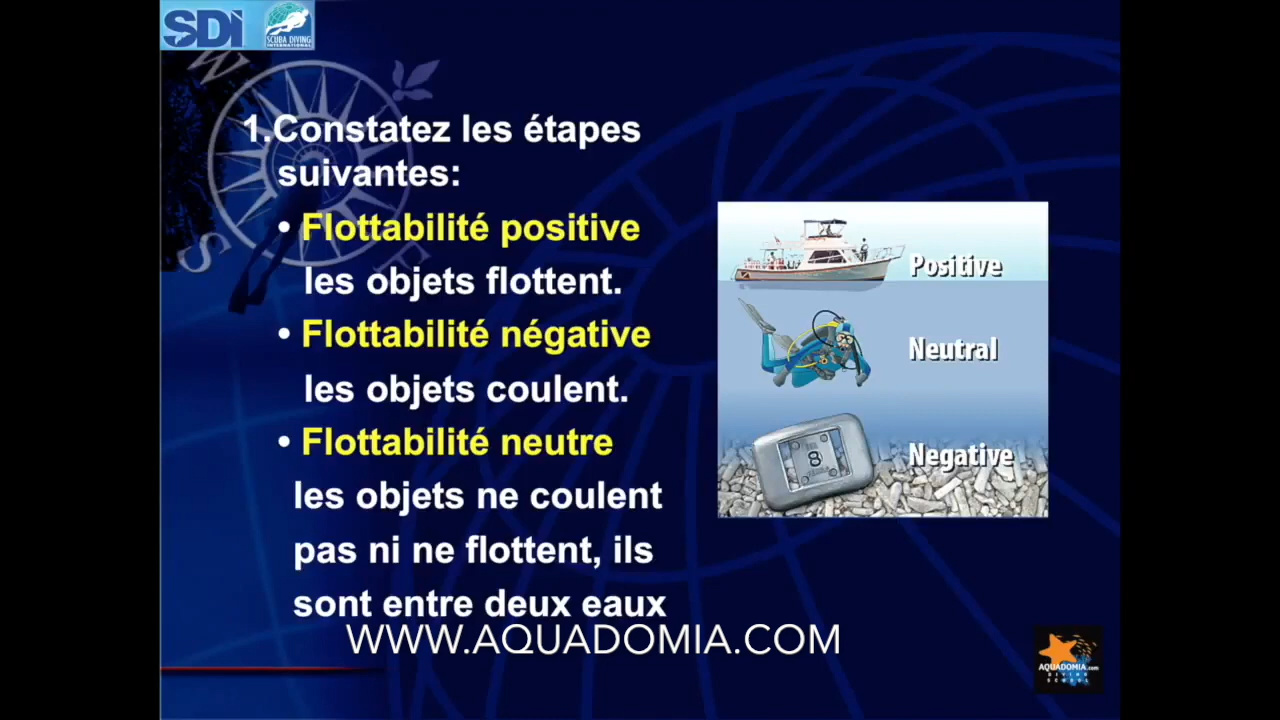 SDI
SCUBA DIVING
INTERNATIONAL
W
S
E
1.Constatez les étapes
suivantes:
• Flottabilité positive
les objets flottent.
• Flottabilité négative
les objets coulent.
• Flottabilité neutre
les objets ne coulent
pas ni ne flottent, ils
sont entre deux eaux
Positive
Neutral
8
Negative
WWW.AQUADOMIA.COM
AQUADOMIA.com
DIVING
SCHOOL